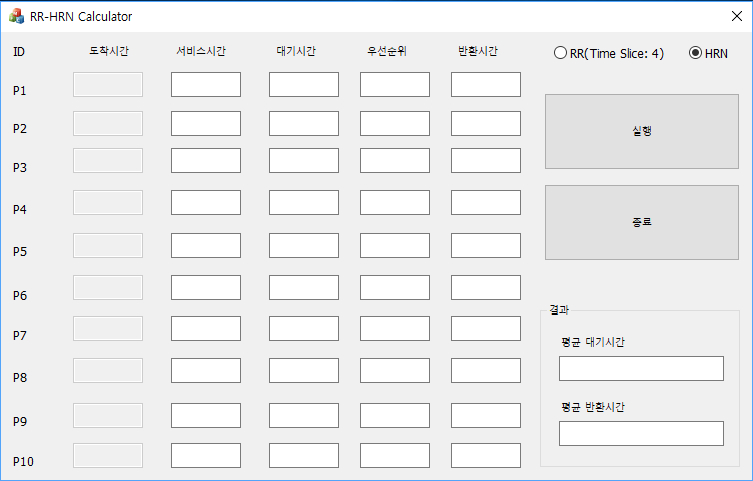 RR-HRN Calculator
ID 도착시간 서비스시간 대기시간 우선순위 반환시간 RR(Time Slice: 4) HRN
P1
P2
실행
P3
P4
종료
P5
P6
결과
P7
평균 대기시간
P8
평균 반환시간
P9
P10